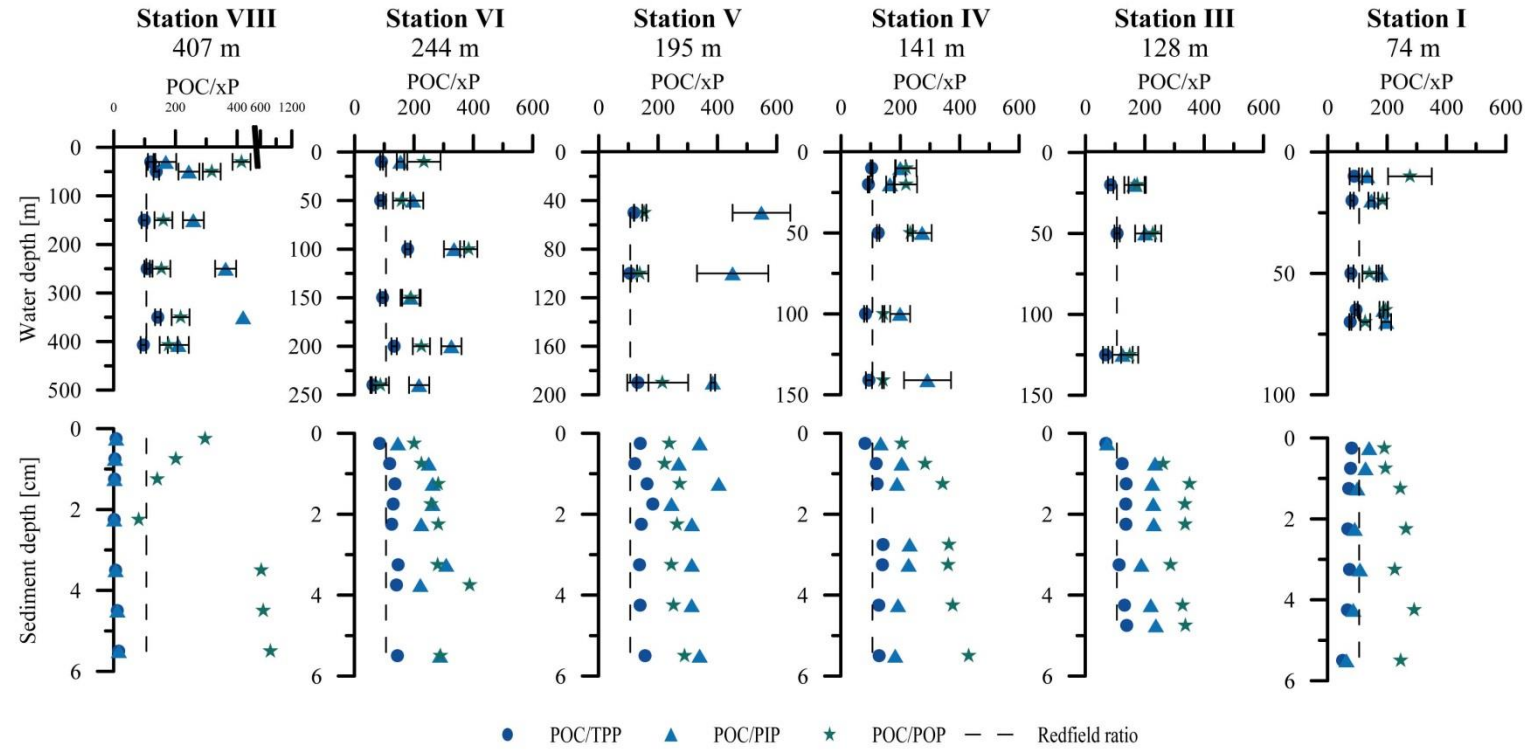 Station VIII Station VI Station V Station IV Station III Station I
407 m 244 m 195 m 141 m 128 m 74 m
POC/xP POC/xP POC/xP POC/xP POC/xP POC/xP
0 200 400 600 1200 0 200 400 600 0 200 400 600 0 200 400 600 0 200 400 600 0 200 400 600
Water depth [m]
0 100 200 300 400 500
0 50 100 150 200 250
0 40 80 120 160 200
0 50 100 150
0 50 100 150
0 50 100
Sediment depth [cm]
0 2 4 6
0 2 4 6
0 2 4 6
0 2 4 6
0 2 4 6
0 2 4 6
POC/TPP POC/PIP POC/POP Redfield ratio